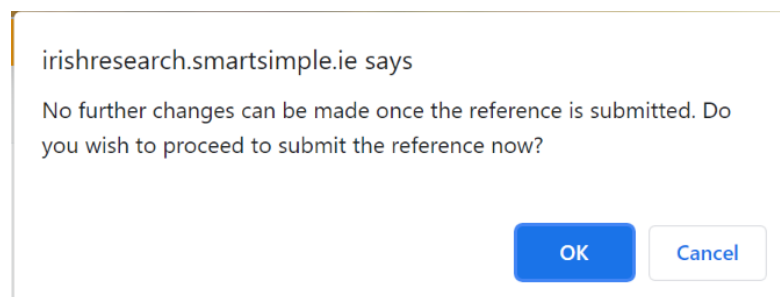 irishresearch.smartsimple.ie says
No further changes can be made once the reference is submitted. Do
you wish to proceed to submit the reference now?
OK
Cancel